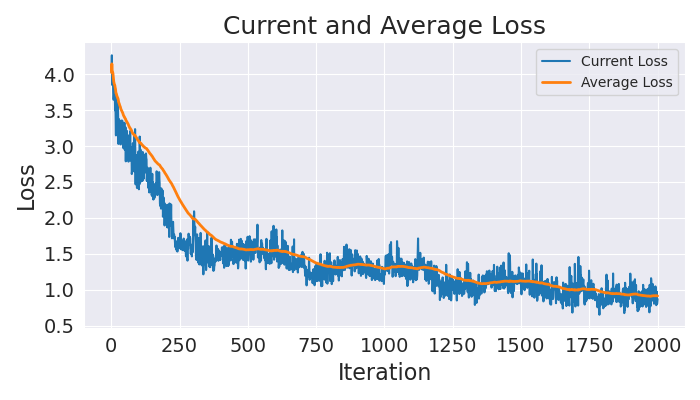 Current and Average Loss
Current Loss
Average Loss
4.0
3.5
3.0
2.5
2.0
1.5
1.0
0.5
Loss
0 250 500 750 1000 1250 1500 1750 2000
Iteration